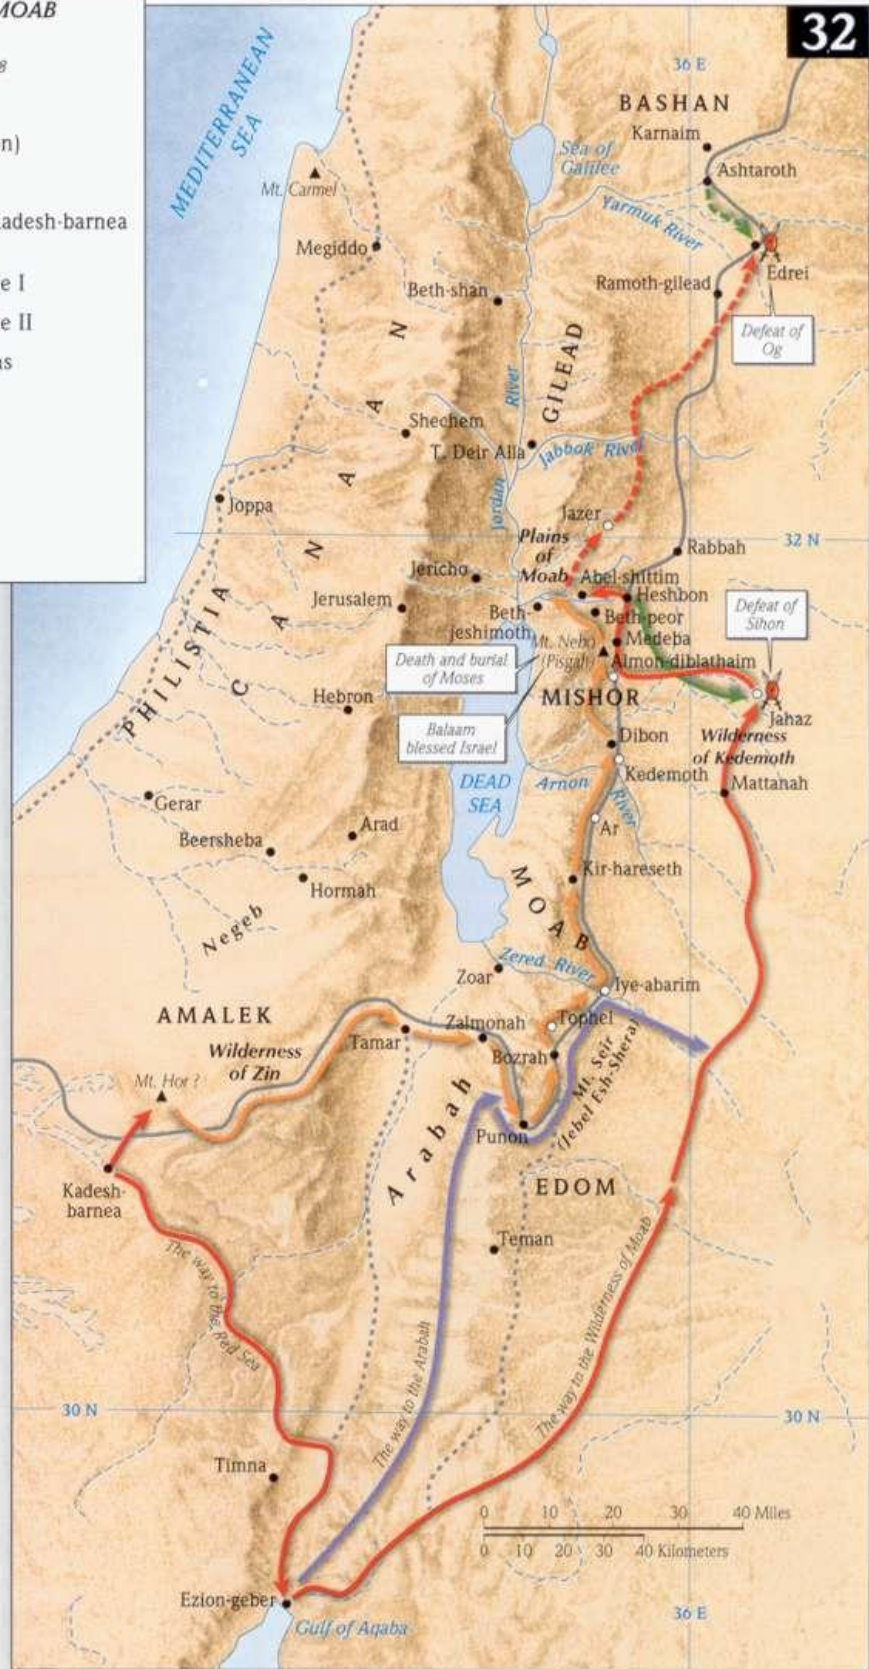 MOAB
8
n)
adesh-barnea
e I
e II
ns
32
36 E
MEDITERRANEAN
SEA
BASHAN
Karnaim
Sea of
Galilee
Ashtaroth
Mt. Carmel
Yarmuk River
Megiddo
Edrei
Beth-shan
Ramoth-gilead
Defeat of
Og
CANAAN
River
GILEAD
Shechem
T. Deir Alla
Jabbok River
Jordan
Joppa
Jazer
Plains
of
Moab
32 N
Rabbah
Jericho
Abel-shittim
Heshbon
Jerusalem
Beth-
jeshimoth
Beth-peor
Defeat of
Sihon
Medeba
Mt. Nebo
(Pisgah)
Almon-diblathaim
Death and burial
of Moses
PHILISTIA
Hebron
MISHOR
Jahaz
Balaam
blessed Israel
Dibon
Wilderness
of Kedemoth
Kedemoth
DEAD
SEA
Arnon
River
Mattanah
Gerar
Ar
Arad
Beersheba
Kir-hareseth
Hormah
MOAB
Negeb
Zered River
Zoar
Iye-abarim
AMALEK
Zalmonah
Tophel
Tamar
Wilderness
of Zin
Bozrah
Mt. Seir
(Jebel Esh-Shera)
Mt. Hor ?
Arabah
Punon
Kadesh-
barnea
EDOM
Teman
The way to the Red Sea
The way to the Arabah
The way to the Wilderness of Moab
30 N
30 N
Timna
0 10 20 30 40 Miles
0 10 20 30 40 Kilometers
Ezion-geber
Gulf of Aqaba
36 E